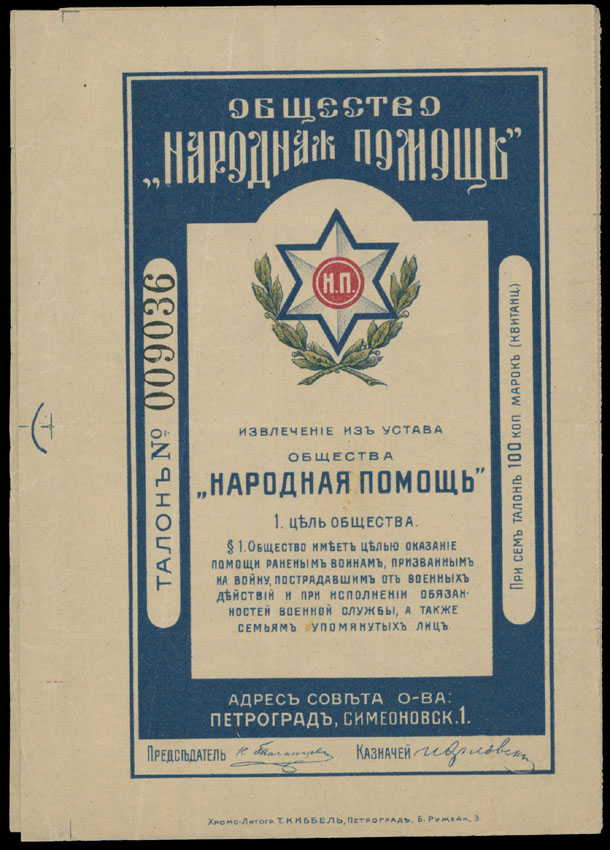 ОБЩЕСТВО
„НАРОДНАЯ ПОМОЩЬ"
Н.П.
ТАЛОНЪ № 009036
При семъ талонѣ 100 коп. марокъ (квитанц.)
ИЗВЛЕЧЕНІЕ ИЗЪ УСТАВА
ОБЩЕСТВА
„НАРОДНАЯ ПОМОЩЬ"
1. ЦѢЛЬ ОБЩЕСТВА.
§ 1. Общество имѣетъ цѣлью оказаніе
помощи раненымъ воинамъ, призваннымъ
на войну, пострадавшимъ отъ военныхъ
дѣйствій и при исполненіи обязан-
ностей военной службы, а также
семьямъ упомянутыхъ лицъ.
АДРЕСЪ СОВѢТА О-ВА:
ПЕТРОГРАДЪ, СИМЕОНОВСК. 1.
Предсѣдатель
Казначей
Хромо-Литогр. Т. КИББЕЛЬ, Петроградъ, Б. Ружейн. 3.